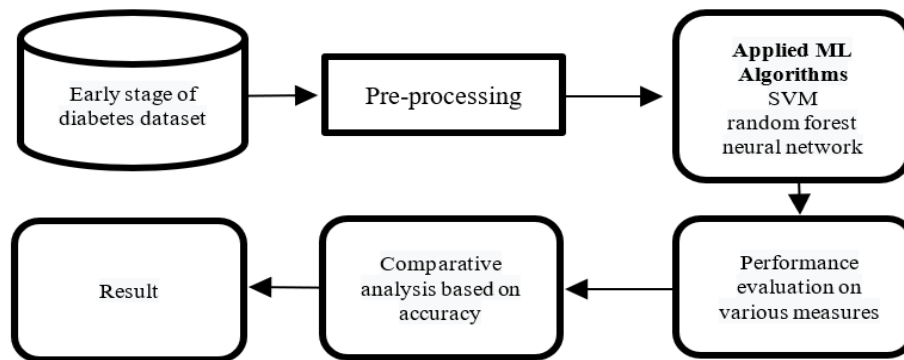 Early stage of
diabetes dataset
Pre-processing
Applied ML
Algorithms
SVM
random forest
neural network
Performance
evaluation on
various measures
Comparative
analysis based on
accuracy
Result